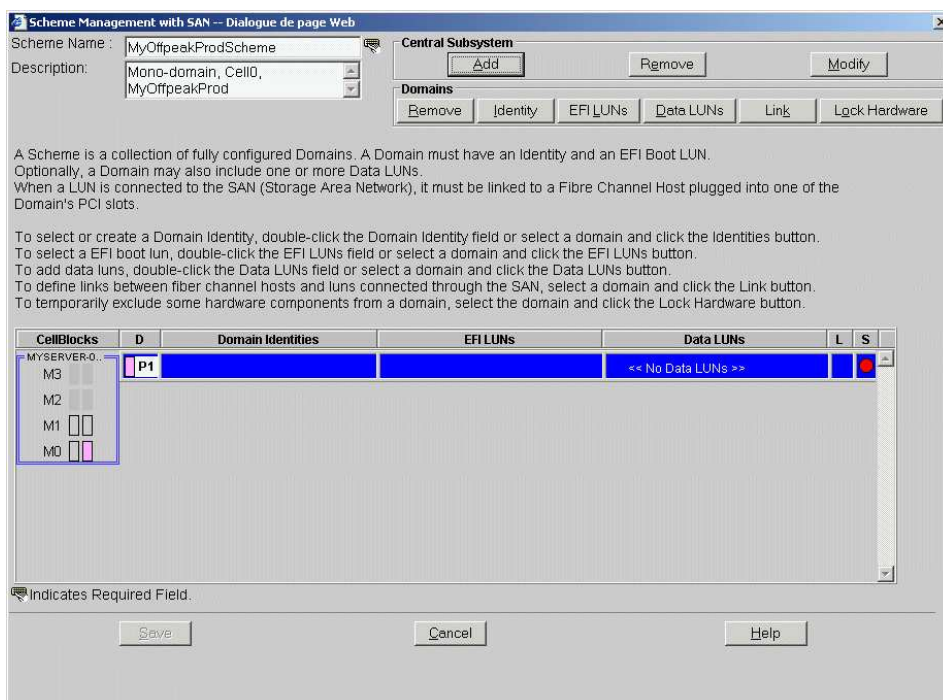 Scheme Management with SAN -- Dialogue de page Web
Scheme Name :
MyOffpeakProdScheme
Description:
Mono-domain, Cell0,
MyOffpeakProd
Central Subsystem
Add
Remove
Modify
Domains
Remove
Identity
EFI LUNs
Data LUNs
Link
Lock Hardware
A Scheme is a collection of fully configured Domains. A Domain must have an Identity and an EFI Boot LUN.
Optionally, a Domain may also include one or more Data LUNs.
When a LUN is connected to the SAN (Storage Area Network), it must be linked to a Fibre Channel Host plugged into one of the
Domain's PCI slots.
To select or create a Domain Identity, double-click the Domain Identity field or select a domain and click the Identities button.
To select a EFI boot lun, double-click the EFI LUNs field or select a domain and click the EFI LUNs button.
To add data luns, double-click the Data LUNs field or select a domain and click the Data LUNs button.
To define links between fiber channel hosts and luns connected through the SAN, select a domain and click the Link button.
To temporarily exclude some hardware components from a domain, select the domain and click the Lock Hardware button.
CellBlocks D Domain Identities EFI LUNs Data LUNs L S
MYSERVER-0..
P1 << No Data LUNs >>
M3
M2
M1
M0
Indicates Required Field.
Save
Cancel
Help